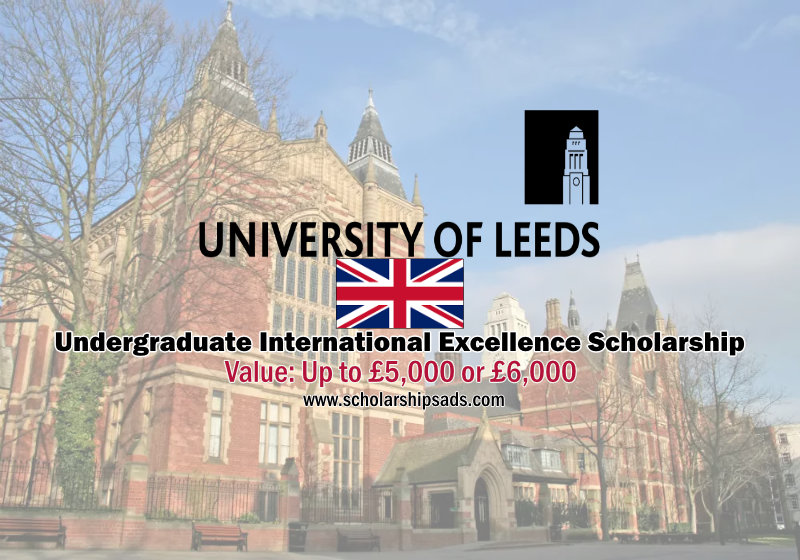 UNIVERSITY OF LEEDS
Undergraduate International Excellence Scholarship
Value: Up to £5,000 or £6,000
www.scholarshipsads.com